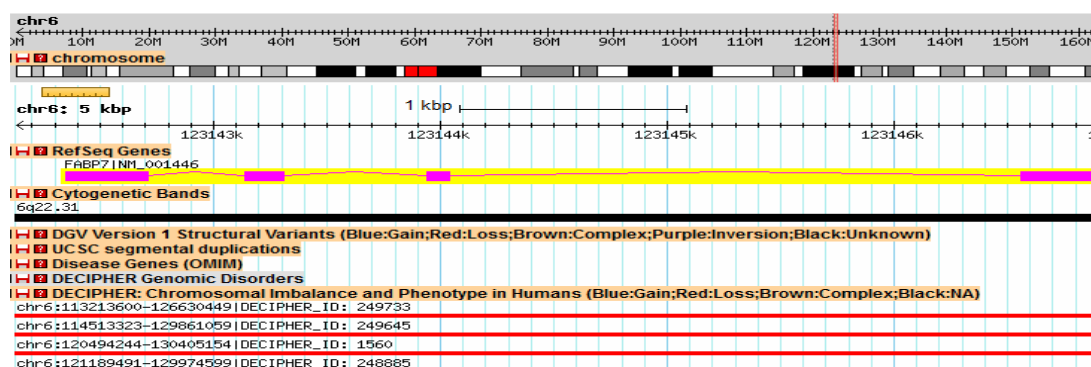 chr6
0M 10M 20M 30M 40M 50M 60M 70M 80M 90M 100M 110M 120M 130M 140M 150M 160M
chromosome
chr6: 5 kbp
1 kbp
123143k 123144k 123145k 123146k
RefSeq Genes
FABP7|NM_001446
Cytogenetic Bands
6q22.31
DGV Version 1 Structural Variants (Blue:Gain;Red:Loss;Brown:Complex;Purple:Inversion;Black:Unknown)
UCSC segmental duplications
Disease Genes (OMIM)
DECIPHER Genomic Disorders
DECIPHER: Chromosomal Imbalance and Phenotype in Humans (Blue:Gain;Red:Loss;Brown:Complex;Black:NA)
chr6:113213600-126630449|DECIPHER_ID: 249733
chr6:114513323-129861059|DECIPHER_ID: 249645
chr6:120494244-130405154|DECIPHER_ID: 1560
chr6:121189491-129974599|DECIPHER_ID: 248885